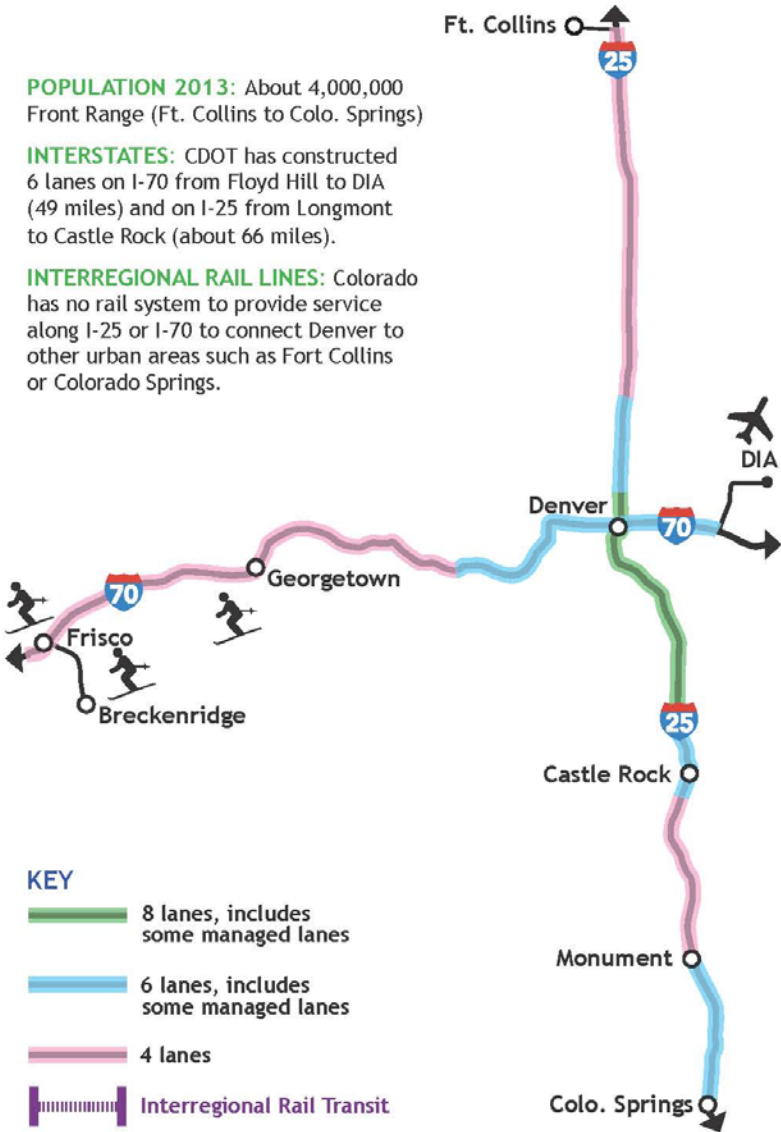 Ft. Collins
25
POPULATION 2013: About 4,000,000
Front Range (Ft. Collins to Colo. Springs)
INTERSTATES: CDOT has constructed
6 lanes on I-70 from Floyd Hill to DIA
(49 miles) and on I-25 from Longmont
to Castle Rock (about 66 miles).
INTERREGIONAL RAIL LINES: Colorado
has no rail system to provide service
along I-25 or I-70 to connect Denver to
other urban areas such as Fort Collins
or Colorado Springs.
DIA
Denver
70
Georgetown
70
Frisco
Breckenridge
25
Castle Rock
KEY
8 lanes, includes
some managed lanes
Monument
6 lanes, includes
some managed lanes
4 lanes
Interregional Rail Transit
Colo. Springs